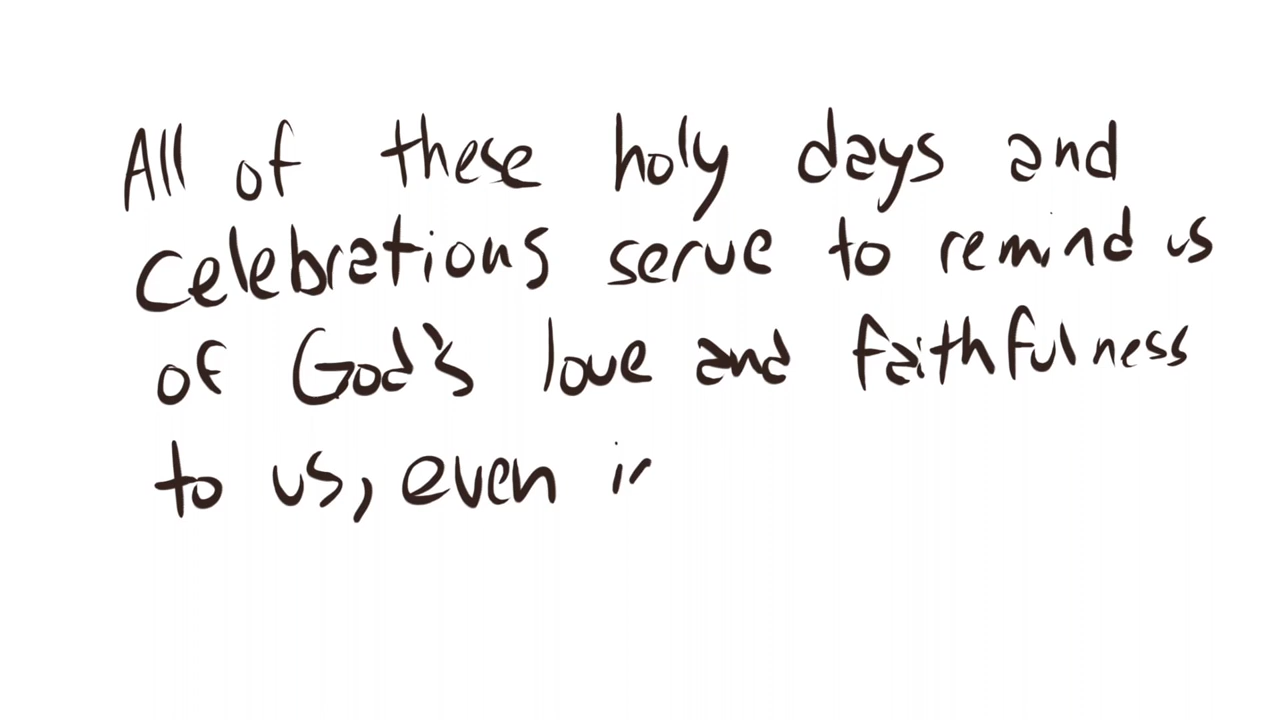 All of these holy days and
celebrations serve to remind us
of God's love and faithfulness
to us, even